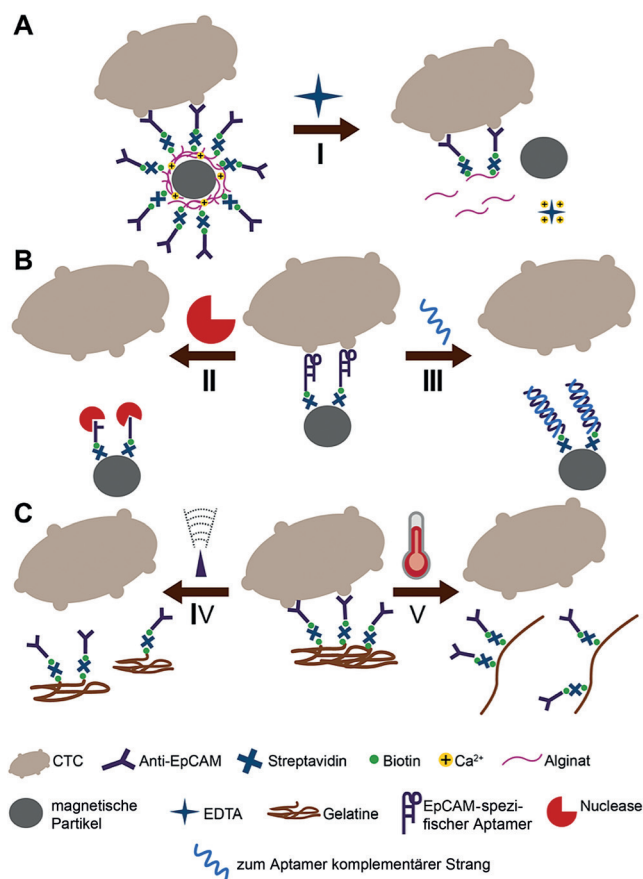 A
I
B
II
III
C
IV
V
CTC
Anti-EpCAM
Streptavidin
Biotin
Ca²⁺
Alginat
magnetische
Partikel
EDTA
Gelatine
EpCAM-spezi-
fischer Aptamer
Nuclease
zum Aptamer komplementärer Strang